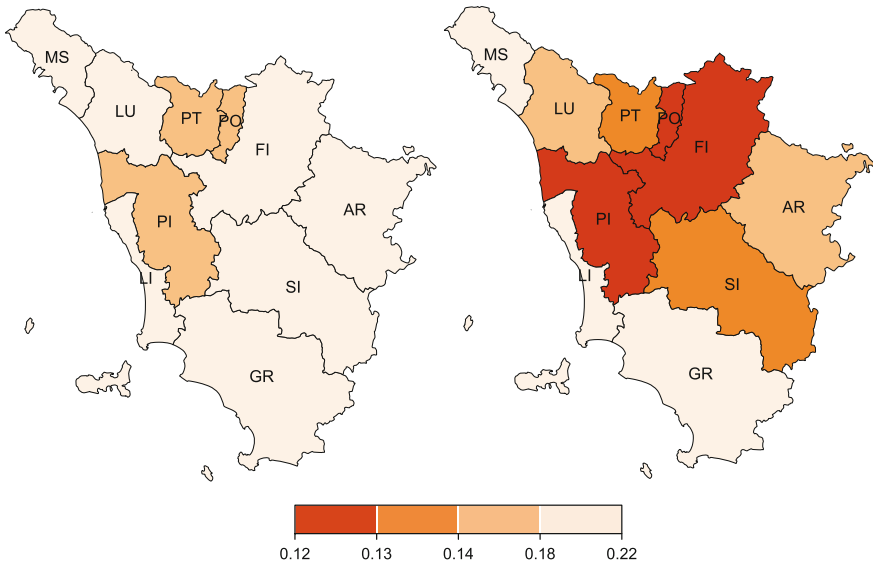 MS
LU
PT
PO
FI
PI
AR
LI
SI
GR
MS
LU
PT
PO
FI
PI
AR
LI
SI
GR
0.12 0.13 0.14 0.18 0.22